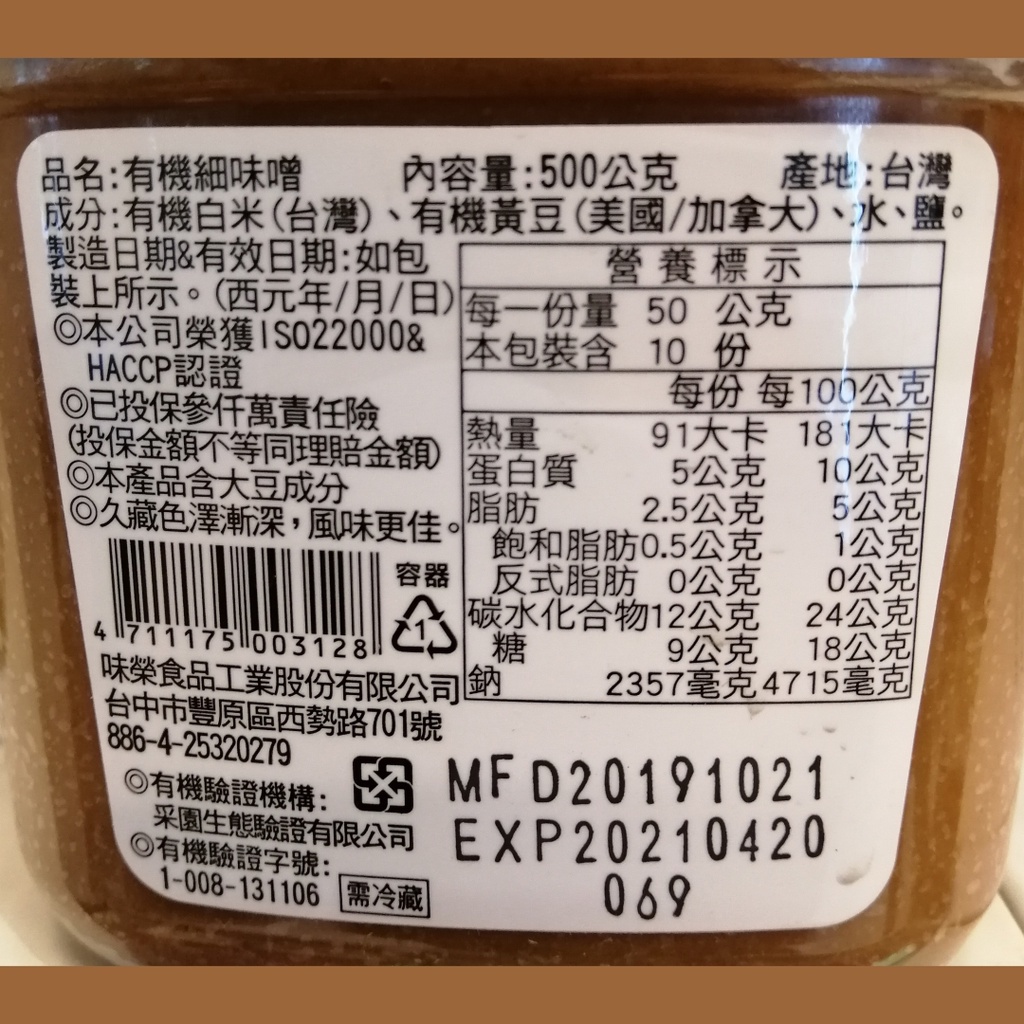 品名:有機細味噌 內容量:500公克 產地:台灣
成分:有機白米(台灣)、有機黃豆(美國/加拿大)、水、鹽。
製造日期&有效日期:如包
裝上所示。(西元年/月/日)
◎本公司榮獲ISO22000&
HACCP認證
◎已投保參仟萬責任險
(投保金額不等同理賠金額)
◎本產品含大豆成分
◎久藏色澤漸深,風味更佳。
營養標示
每一份量 50 公克
本包裝含 10 份
每份 每100公克
熱量 91大卡 181大卡
蛋白質 5公克 10公克
脂肪 2.5公克 5公克
飽和脂肪0.5公克 1公克
反式脂肪 0公克 0公克
碳水化合物12公克 24公克
糖 9公克 18公克
鈉 2357毫克 4715毫克
容器
1
4 711175 003128
味榮食品工業股份有限公司
台中市豐原區西勢路701號
886-4-25320279
◎有機驗證機構:
采園生態驗證有限公司
◎有機驗證字號:
1-008-131106 需冷藏
MFD20191021
EXP20210420
069